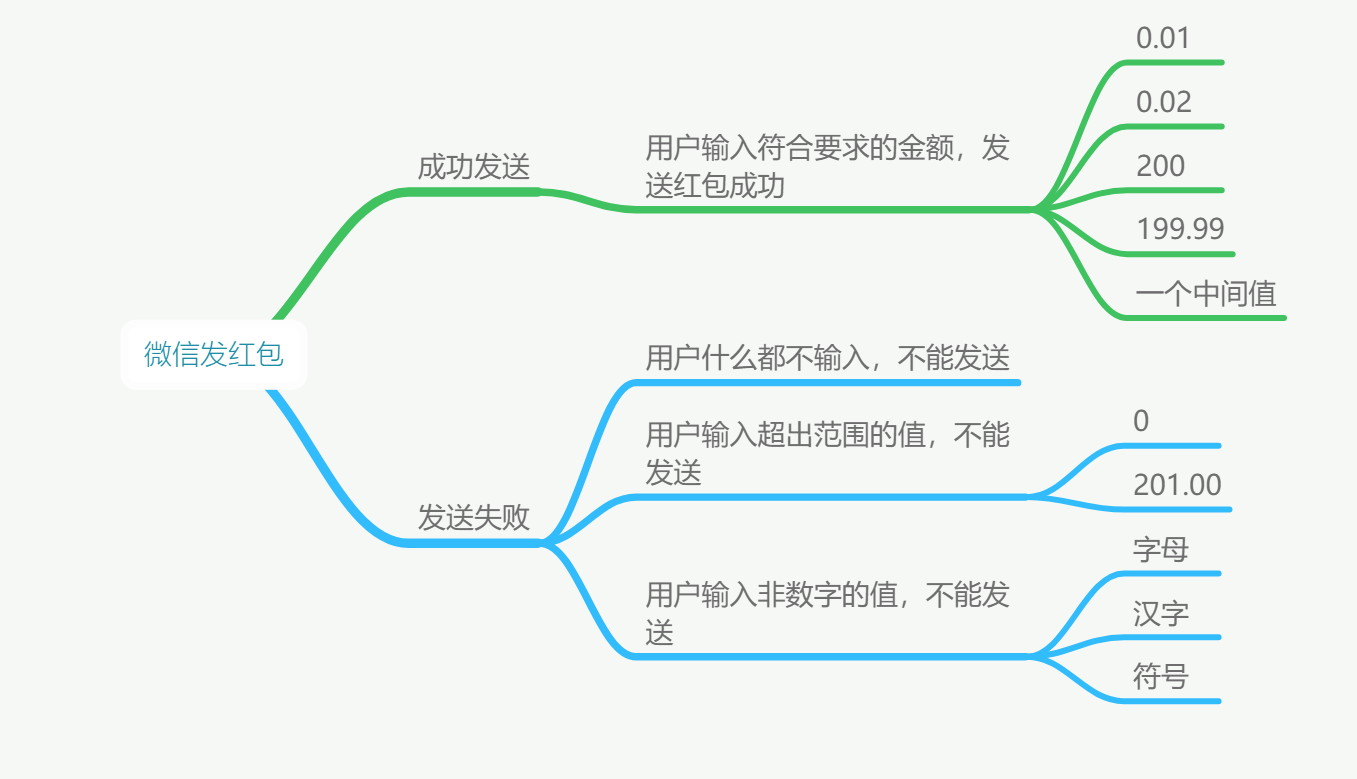 微信发红包
成功发送
用户输入符合要求的金额，发
送红包成功
0.01
0.02
200
199.99
一个中间值
发送失败
用户什么都不输入，不能发送
用户输入超出范围的值，不能
发送
0
201.00
用户输入非数字的值，不能发
送
字母
汉字
符号